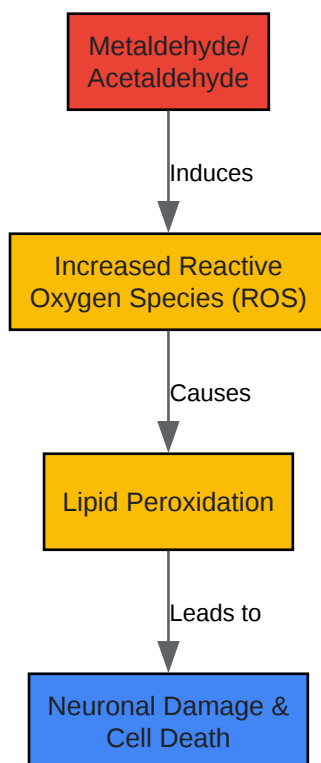 Metaldehyde/
Acetaldehyde
Induces
Increased Reactive
Oxygen Species (ROS)
Causes
Lipid Peroxidation
Leads to
Neuronal Damage &
Cell Death